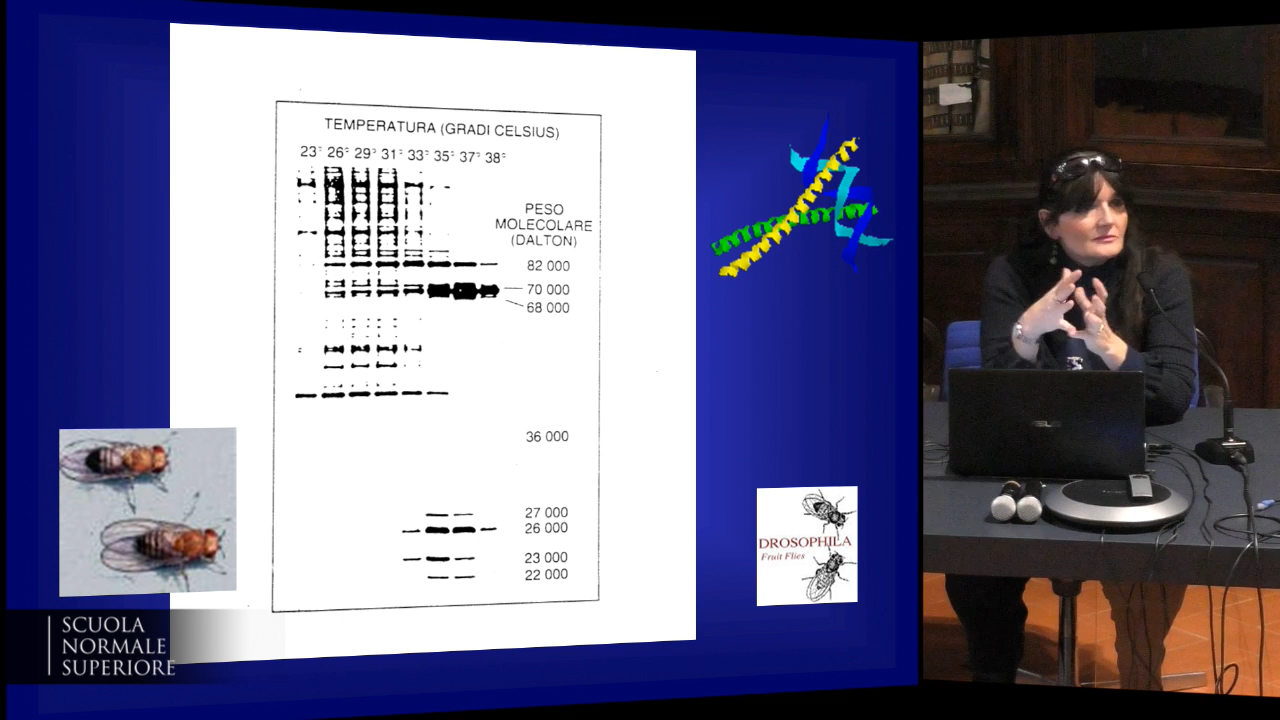 TEMPERATURA (GRADI CELSIUS)
23° 26° 29° 31° 33° 35° 37° 38°
PESO
MOLECOLARE
(DALTON)
82 000
70 000
68 000
36 000
27 000
26 000
23 000
22 000
DROSOPHILA
Fruit Flies
SCUOLA
NORMALE
SUPERIORE
ASUS